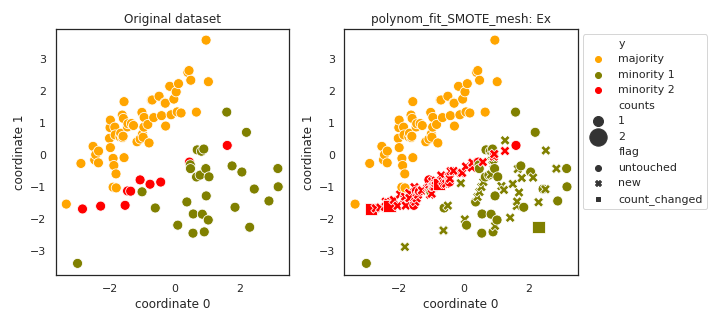 Original dataset
3
2
1
0
−1
−2
−3
coordinate 1
−2
0
2
coordinate 0
polynom_fit_SMOTE_mesh: Ex
3
2
1
0
−1
−2
−3
coordinate 1
−2
0
2
coordinate 0
y
majority
minority 1
minority 2
counts
1
2
flag
untouched
new
count_changed